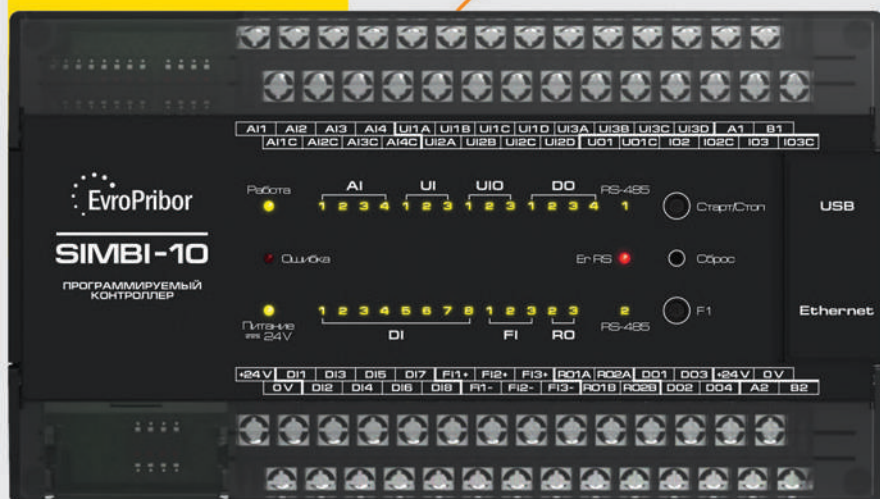 AI1 AI2 AI3 AI4 UI1A UI1B UI1C UI1D UI3A UI3B UI3C UI3D A1 B1
AI1C AI2C AI3C AI4C UI2A UI2B UI2C UI2D UO1 UO1C IO2 IO2C IO3 IO3C
EvroPribor
SIMBI-10
ПРОГРАММИРУЕМЫЙ
КОНТРОЛЛЕР
Работа AI UI UIO DO RS-485
1 2 3 4 1 2 3 1 2 3 1 2 3 4 1 Старт/Стоп
Ошибка Er RS Сброс
Питание 1 2 3 4 5 6 7 8 1 2 3 2 3 2 F1
24V DI FI RO RS-485
USB
Ethernet
+24V DI1 DI3 DI5 DI7 FI1+ FI2+ FI3+ RO1A RO2A DO1 DO3 +24V 0V
0V DI2 DI4 DI6 DI8 FI1- FI2- FI3- RO1B RO2B DO2 DO4 A2 B2